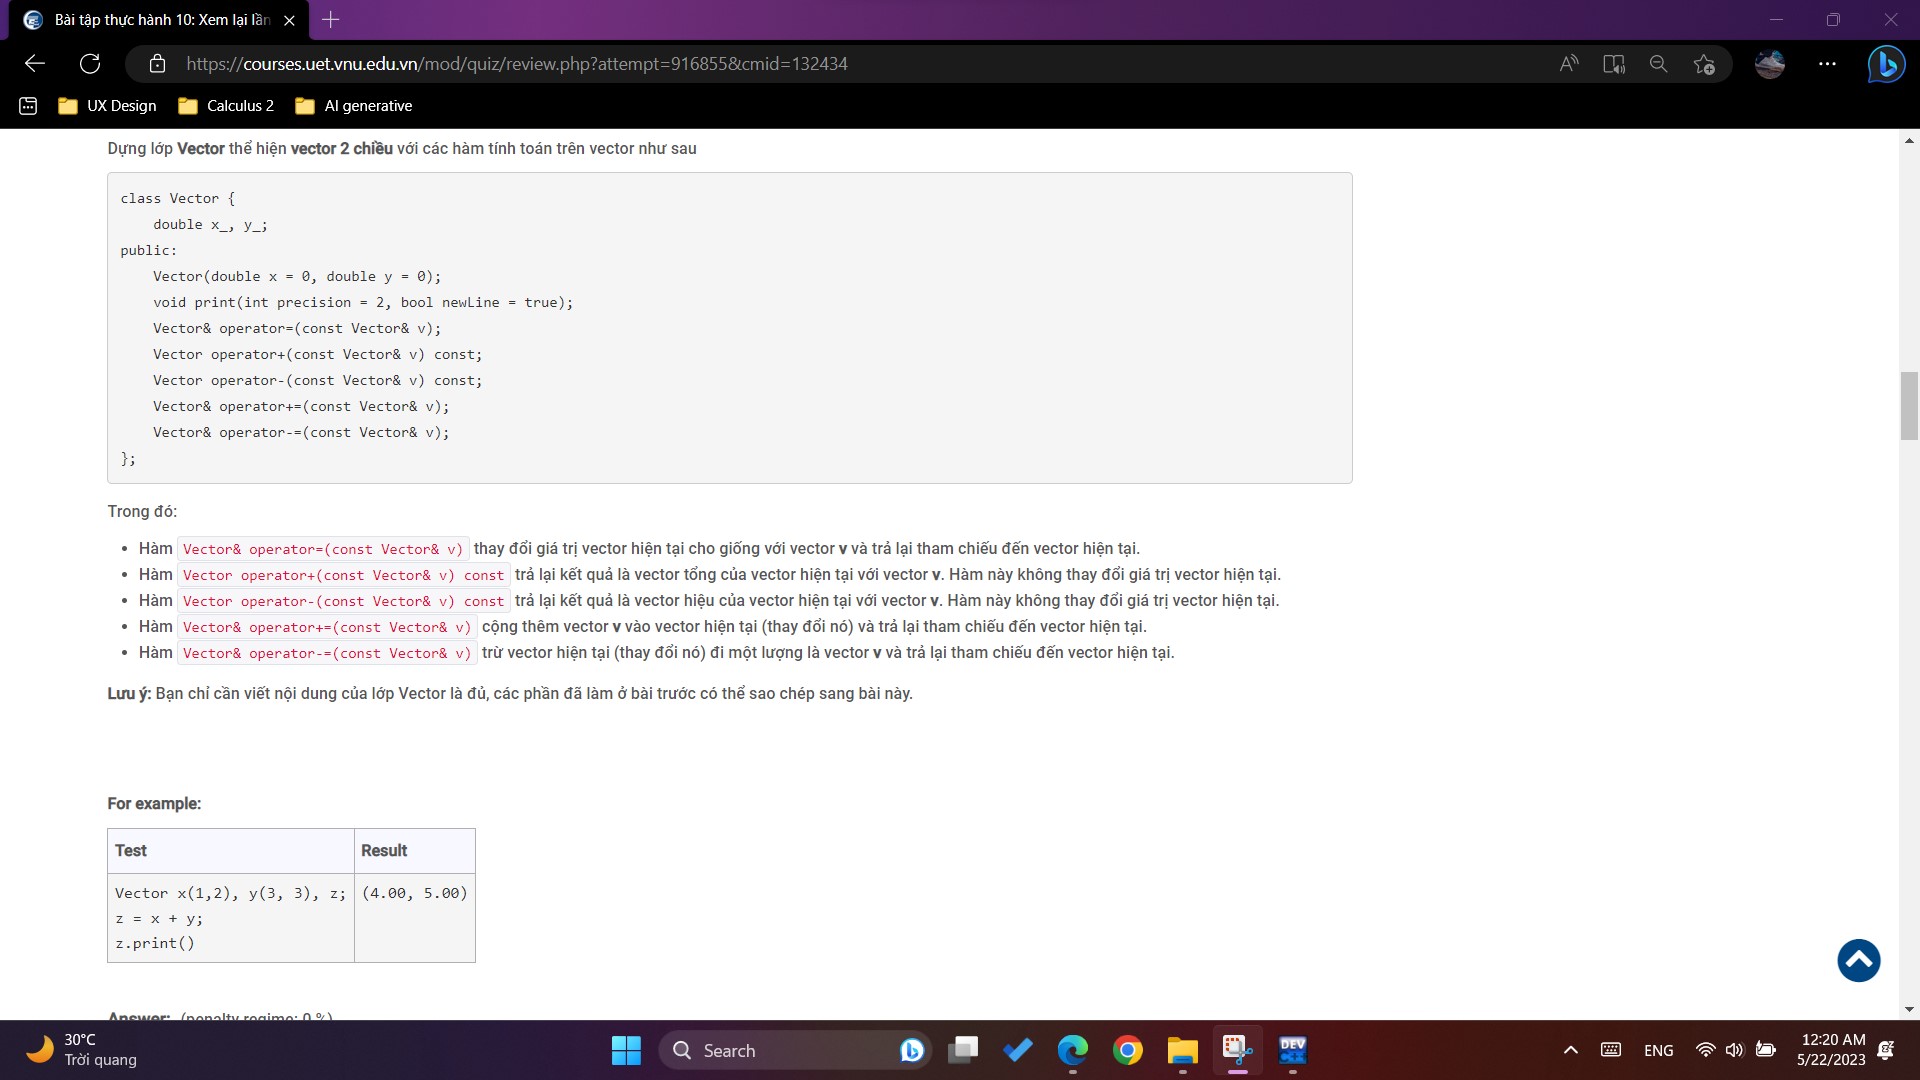 Bài tập thực hành 10: Xem lại lần
https://courses.uet.vnu.edu.vn/mod/quiz/review.php?attempt=916855&cmid=132434
UX Design
Calculus 2
AI generative
Dựng lớp Vector thể hiện vector 2 chiều với các hàm tính toán trên vector như sau
class Vector {
    double x_, y_;
public:
    Vector(double x = 0, double y = 0);
    void print(int precision = 2, bool newLine = true);
    Vector& operator=(const Vector& v);
    Vector operator+(const Vector& v) const;
    Vector operator-(const Vector& v) const;
    Vector& operator+=(const Vector& v);
    Vector& operator-=(const Vector& v);
};
Trong đó:
• Hàm Vector& operator=(const Vector& v) thay đổi giá trị vector hiện tại cho giống với vector v và trả lại tham chiếu đến vector hiện tại.
• Hàm Vector operator+(const Vector& v) const trả lại kết quả là vector tổng của vector hiện tại với vector v. Hàm này không thay đổi giá trị vector hiện tại.
• Hàm Vector operator-(const Vector& v) const trả lại kết quả là vector hiệu của vector hiện tại với vector v. Hàm này không thay đổi giá trị vector hiện tại.
• Hàm Vector& operator+=(const Vector& v) cộng thêm vector v vào vector hiện tại (thay đổi nó) và trả lại tham chiếu đến vector hiện tại.
• Hàm Vector& operator-=(const Vector& v) trừ vector hiện tại (thay đổi nó) đi một lượng là vector v và trả lại tham chiếu đến vector hiện tại.
Lưu ý: Bạn chỉ cần viết nội dung của lớp Vector là đủ, các phần đã làm ở bài trước có thể sao chép sang bài này.
For example:
Test Result
Vector x(1,2), y(3, 3), z; (4.00, 5.00)
z = x + y;
z.print()
Answer: (penalty regime: 0 %)
30°C
Trời quang
Search
DEV
ENG
12:20 AM
5/22/2023